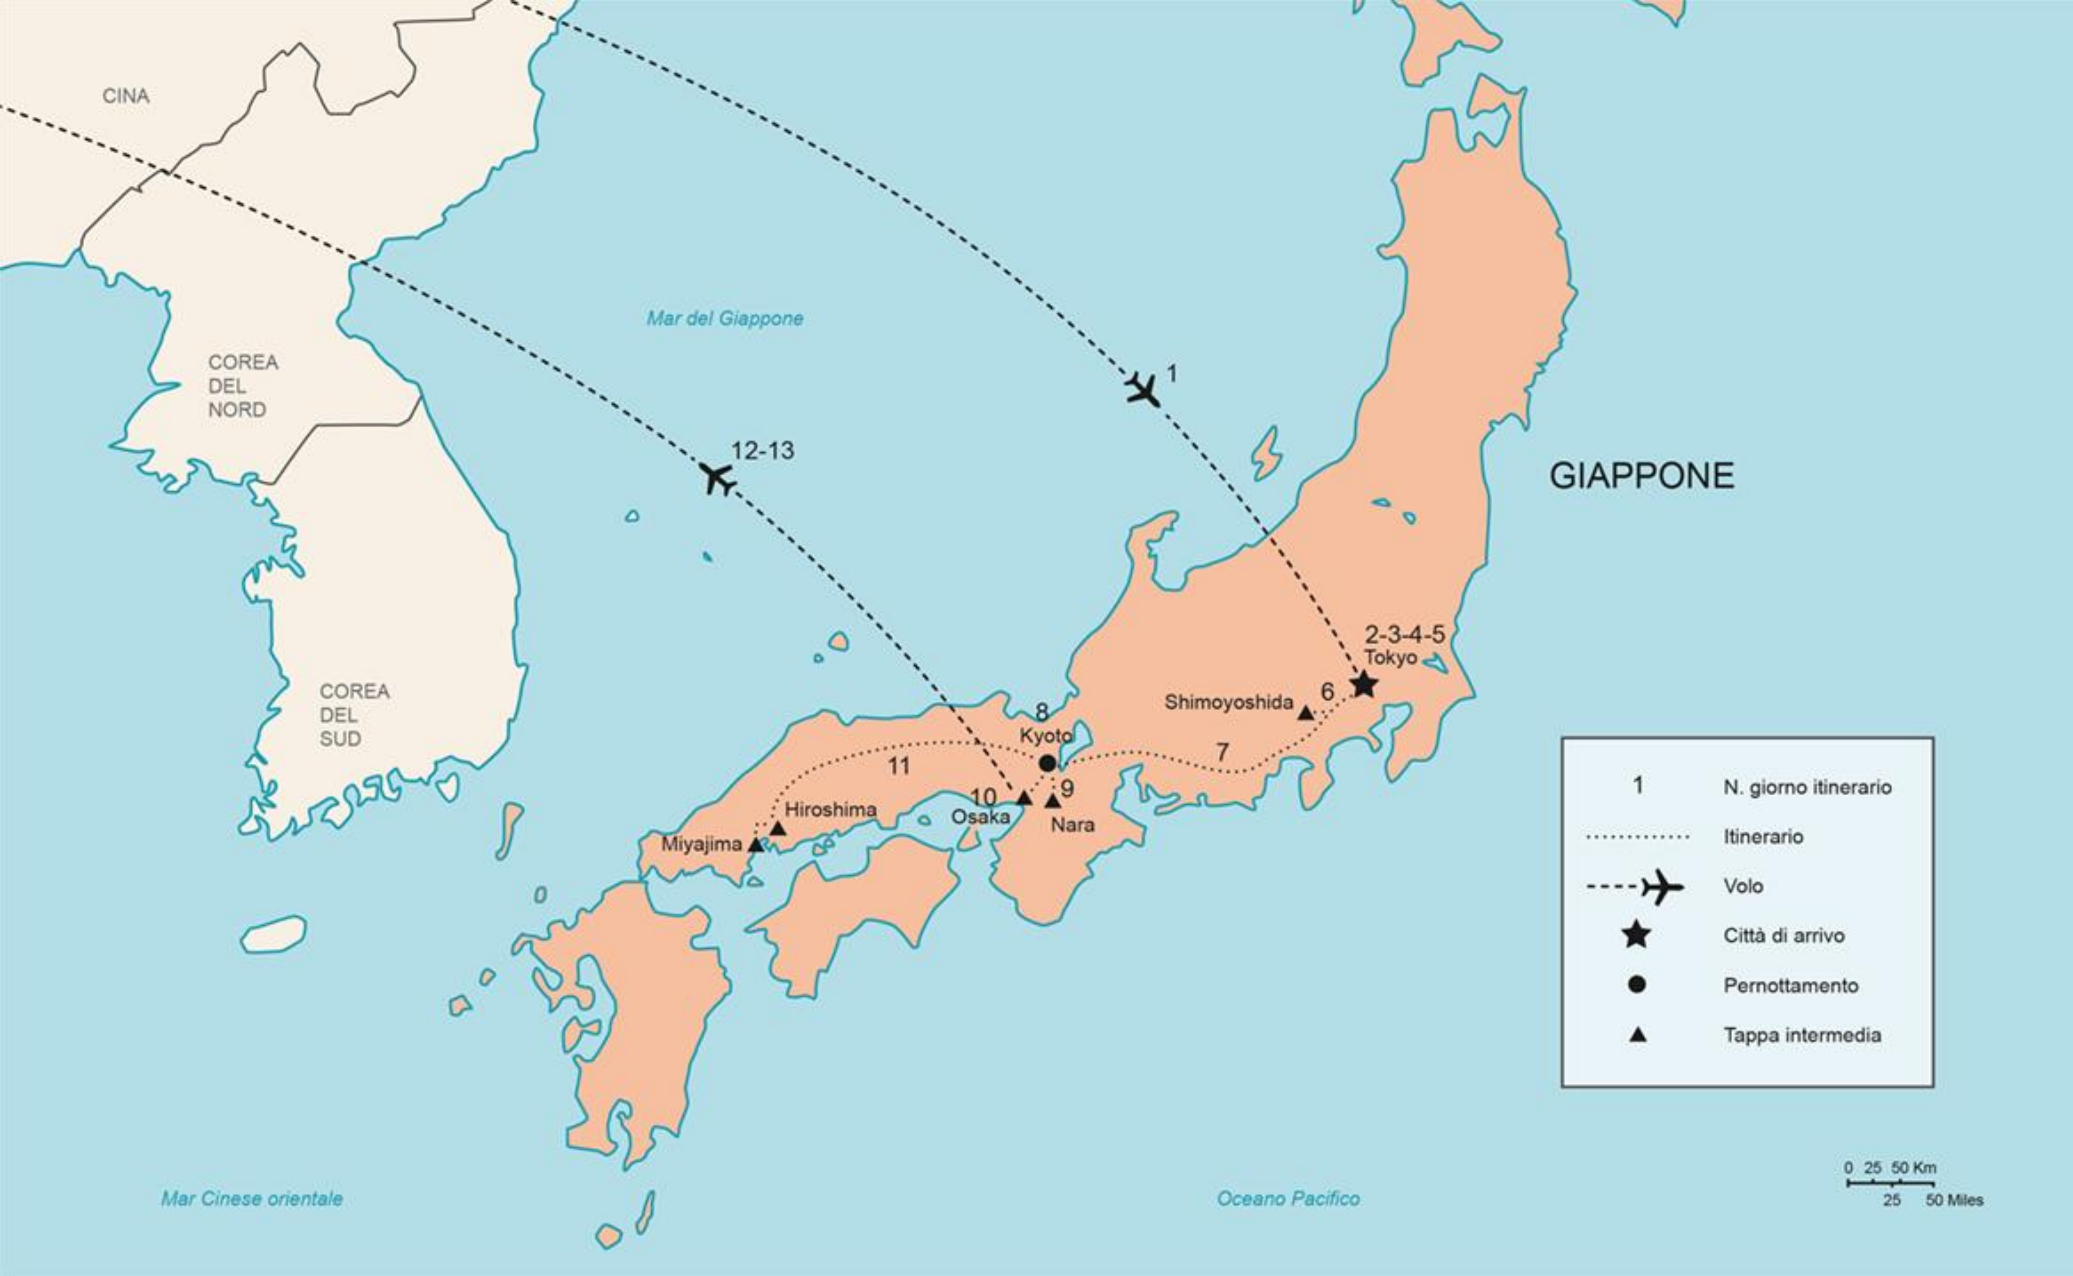 CINA
Mar del Giappone
COREA
DEL
NORD
1
12-13
GIAPPONE
2-3-4-5
Tokyo
6
Shimoyoshida
COREA
DEL
SUD
8
Kyoto
7
11
10
9
Osaka
Nara
Hiroshima
Miyajima
1 N. giorno itinerario
Itinerario
Volo
Città di arrivo
Pernottamento
Tappa intermedia
0 25 50 Km
25 50 Miles
Mar Cinese orientale
Oceano Pacifico